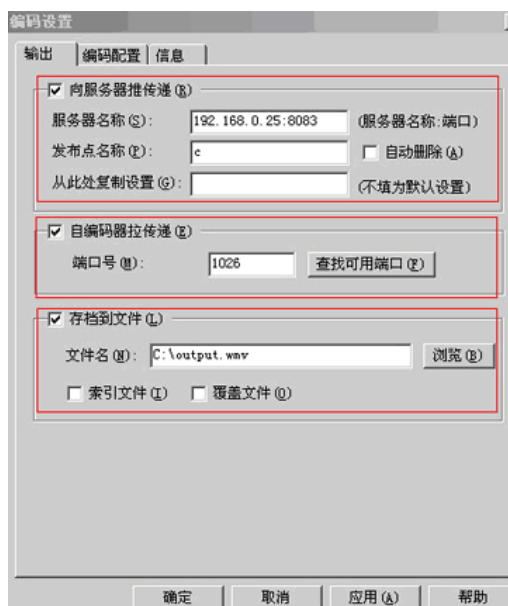 编码设置
输出 编码配置 信息
向服务器推传递(R)
服务器名称(S): 192.168.0.25:8083 (服务器名称:端口)
发布点名称(P): c 自动删除(A)
从此处复制设置(G): (不填为默认设置)
自编码器拉传递(E)
端口号(M): 1026 查找可用端口(F)
存档到文件(L)
文件名(N): C:\output.wmv 浏览(B)
索引文件(I) 覆盖文件(O)
确定 取消 应用(A) 帮助